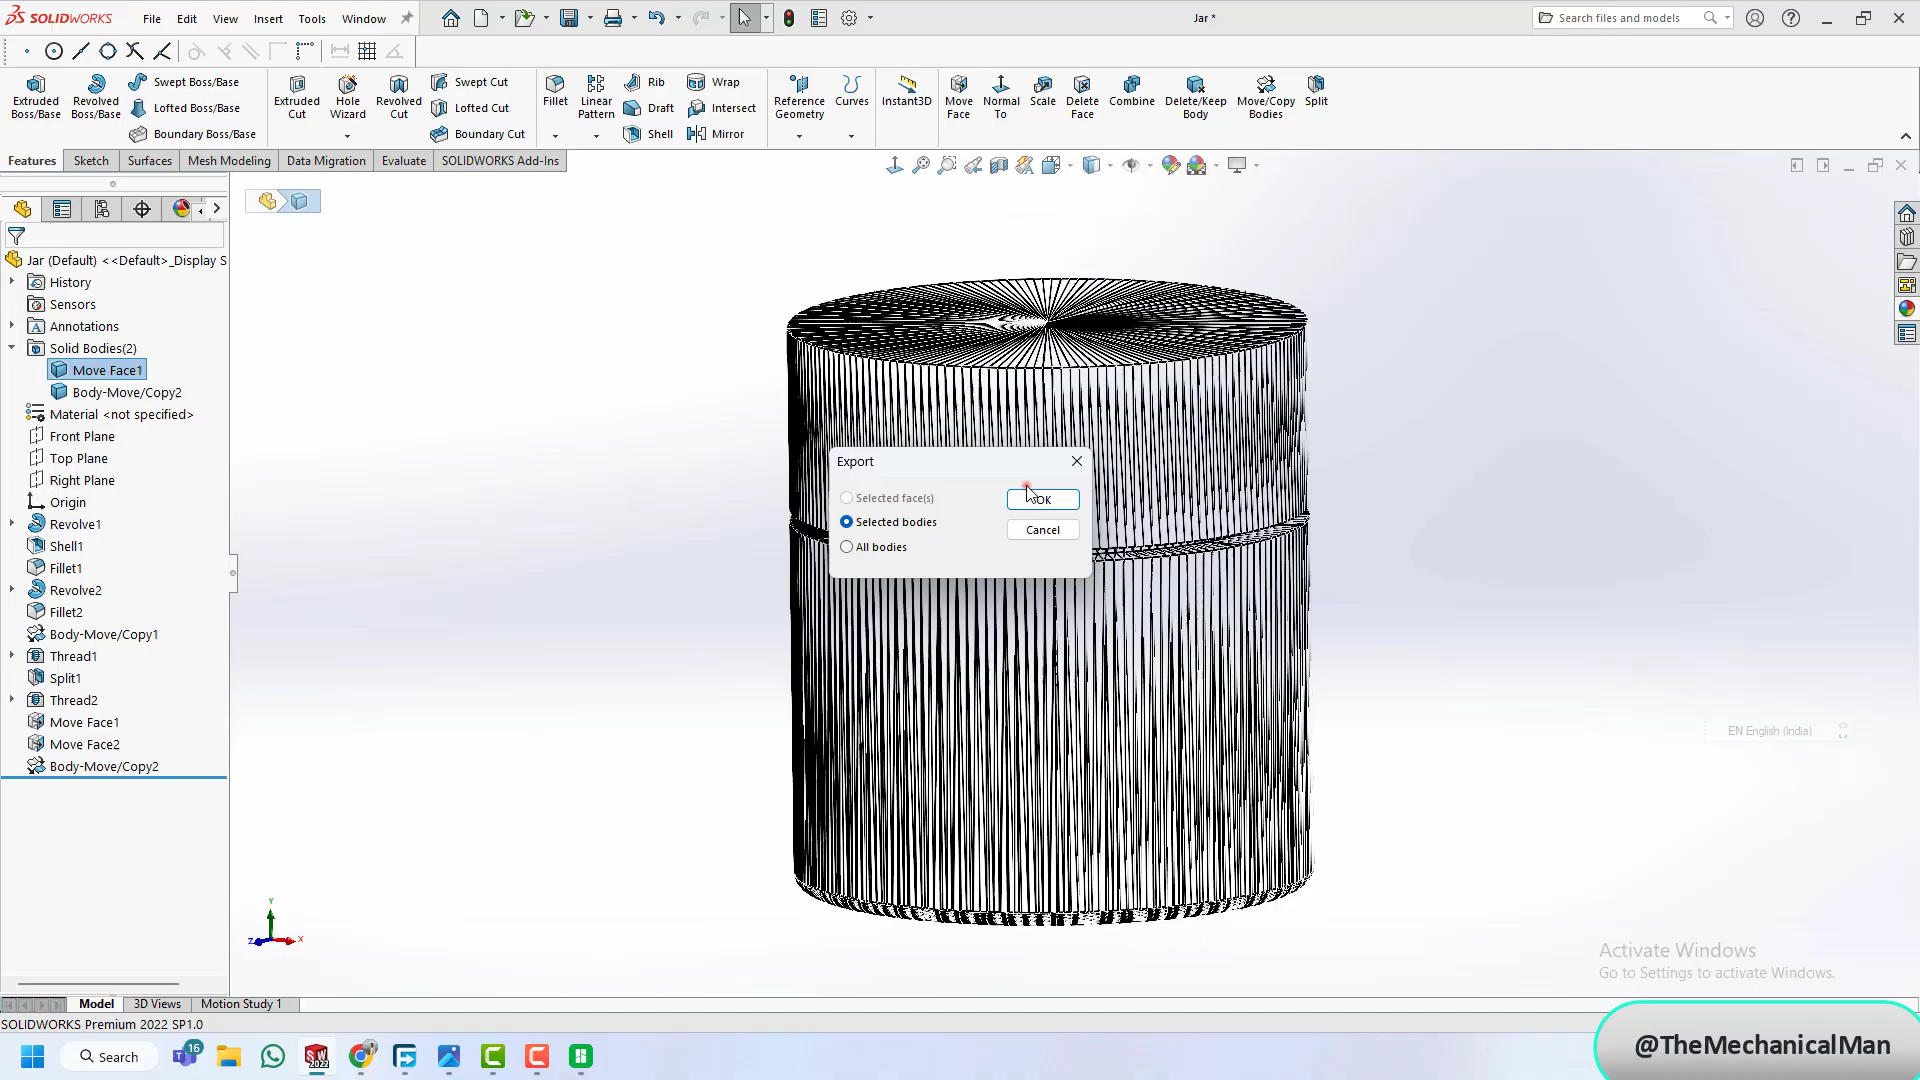 SOLIDWORKS File Edit View Insert Tools Window Jar * Search files and models
Extruded Boss/Base
Revolved Boss/Base
Swept Boss/Base
Lofted Boss/Base
Boundary Boss/Base
Extruded Cut
Hole Wizard
Revolved Cut
Swept Cut
Lofted Cut
Boundary Cut
Fillet
Linear Pattern
Rib
Draft
Shell
Wrap
Intersect
Mirror
Reference Geometry
Curves
Instant3D
Move Face
Normal To
Scale
Delete Face
Combine
Delete/Keep Body
Move/Copy Bodies
Split
Features Sketch Surfaces Mesh Modeling Data Migration Evaluate SOLIDWORKS Add-Ins
Jar (Default) <<Default>_Display S
History
Sensors
Annotations
Solid Bodies(2)
Move Face1
Body-Move/Copy2
Material <not specified>
Front Plane
Top Plane
Right Plane
Origin
Revolve1
Shell1
Fillet1
Revolve2
Fillet2
Body-Move/Copy1
Thread1
Split1
Thread2
Move Face1
Move Face2
Body-Move/Copy2
Export
Selected face(s)
OK
Selected bodies
Cancel
All bodies
EN English (India)
Y
Z X
Activate Windows
Go to Settings to activate Windows.
Model 3D Views Motion Study 1
SOLIDWORKS Premium 2022 SP1.0
Search 16
SW 2022
@TheMechanicalMan